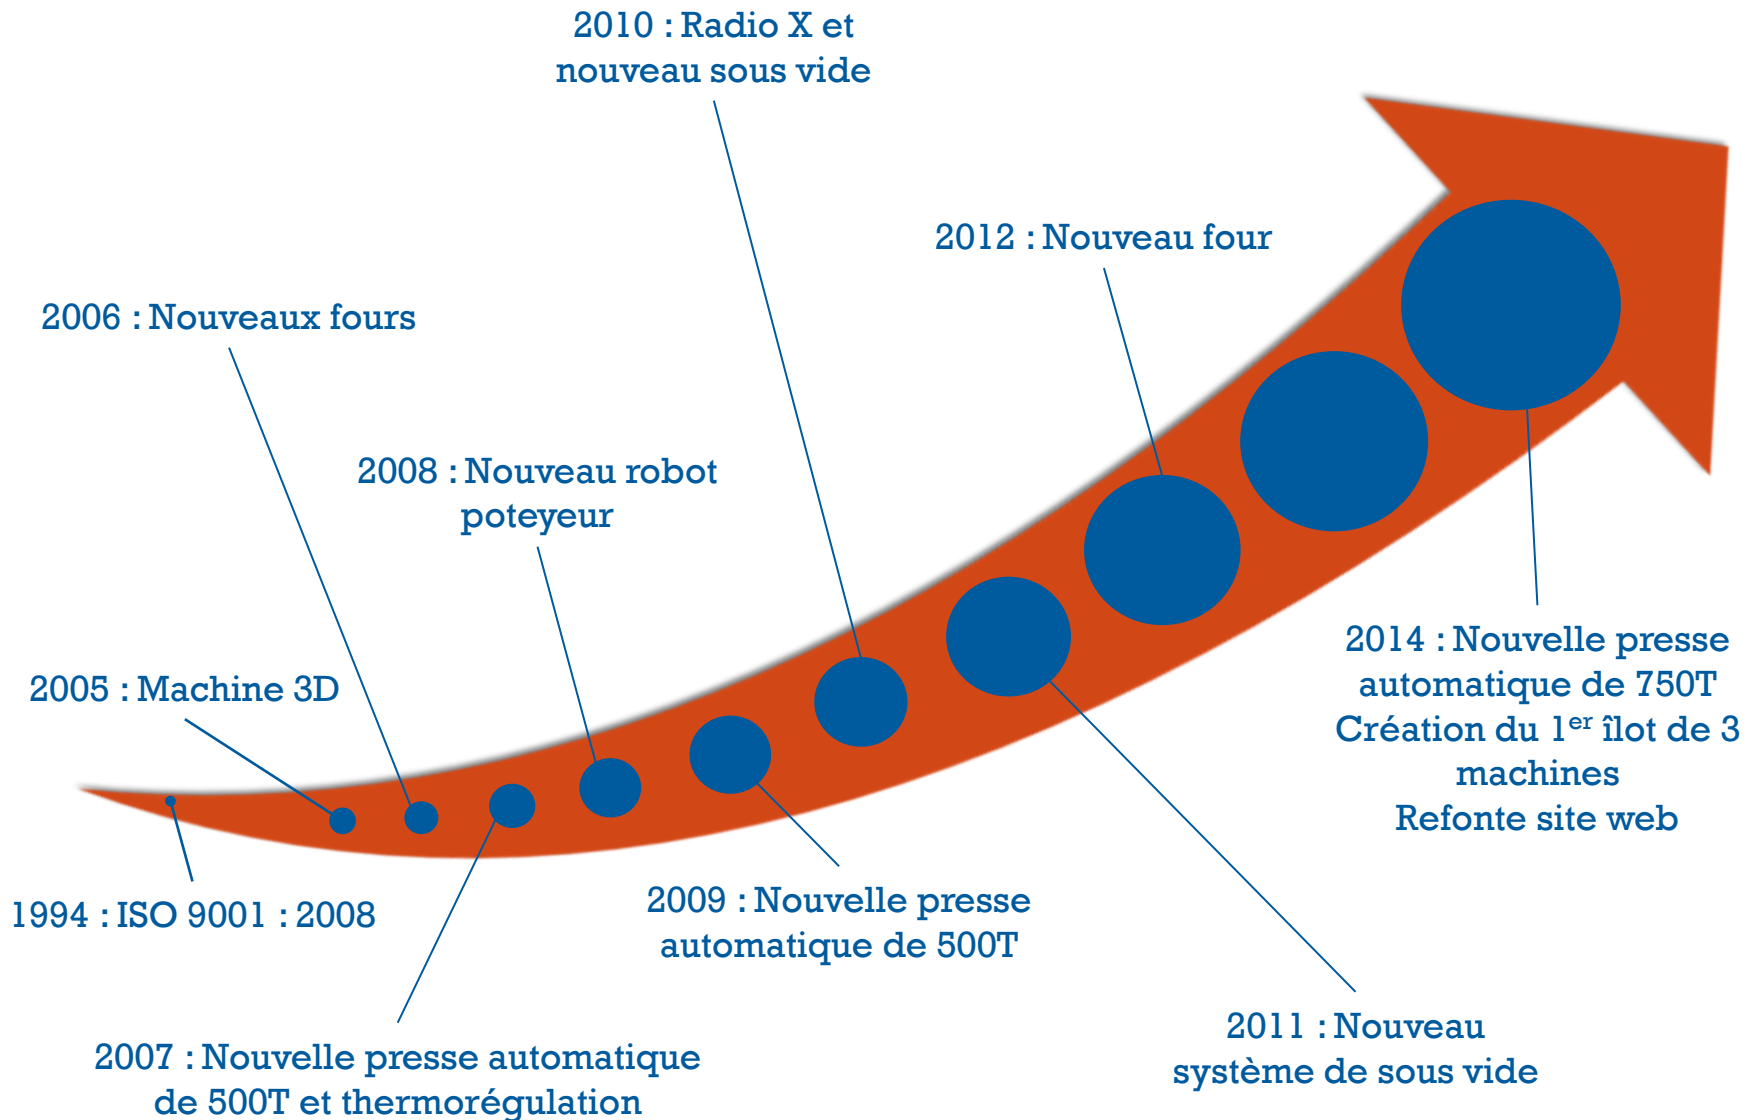 2010 : Radio X et
nouveau sous vide
2012 : Nouveau four
2006 : Nouveaux fours
2008 : Nouveau robot
poteyeur
2005 : Machine 3D
2014 : Nouvelle presse
automatique de 750T
Création du 1er îlot de 3
machines
Refonte site web
1994 : ISO 9001 : 2008
2009 : Nouvelle presse
automatique de 500T
2007 : Nouvelle presse automatique
de 500T et thermorégulation
2011 : Nouveau
système de sous vide